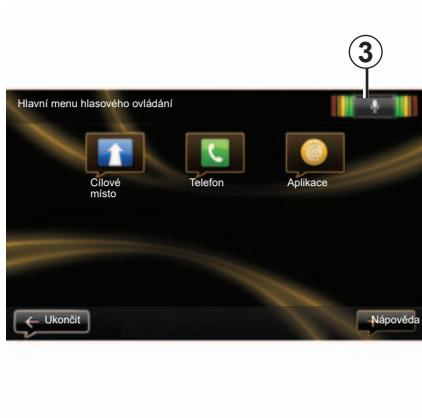 3
Hlavní menu hlasového ovládání
Cílové
místo
Telefon
Aplikace
Ukončit
Nápověda